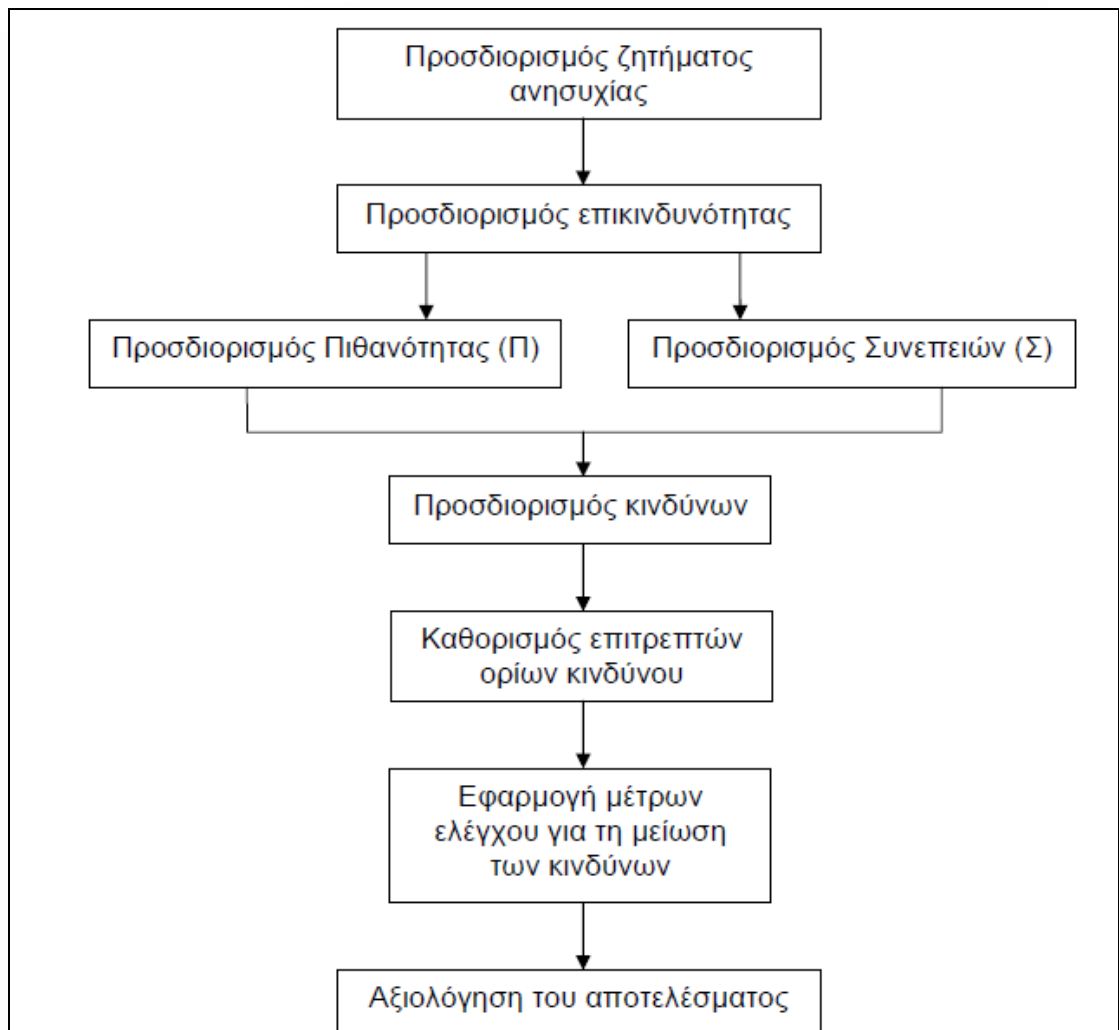 Προσδιορισμός ζητήματος
ανησυχίας
Προσδιορισμός επικινδυνότητας
Προσδιορισμός Πιθανότητας (Π)
Προσδιορισμός Συνεπειών (Σ)
Προσδιορισμός κινδύνων
Καθορισμός επιτρεπτών
ορίων κινδύνου
Εφαρμογή μέτρων
ελέγχου για τη μείωση
των κινδύνων
Αξιολόγηση του αποτελέσματος